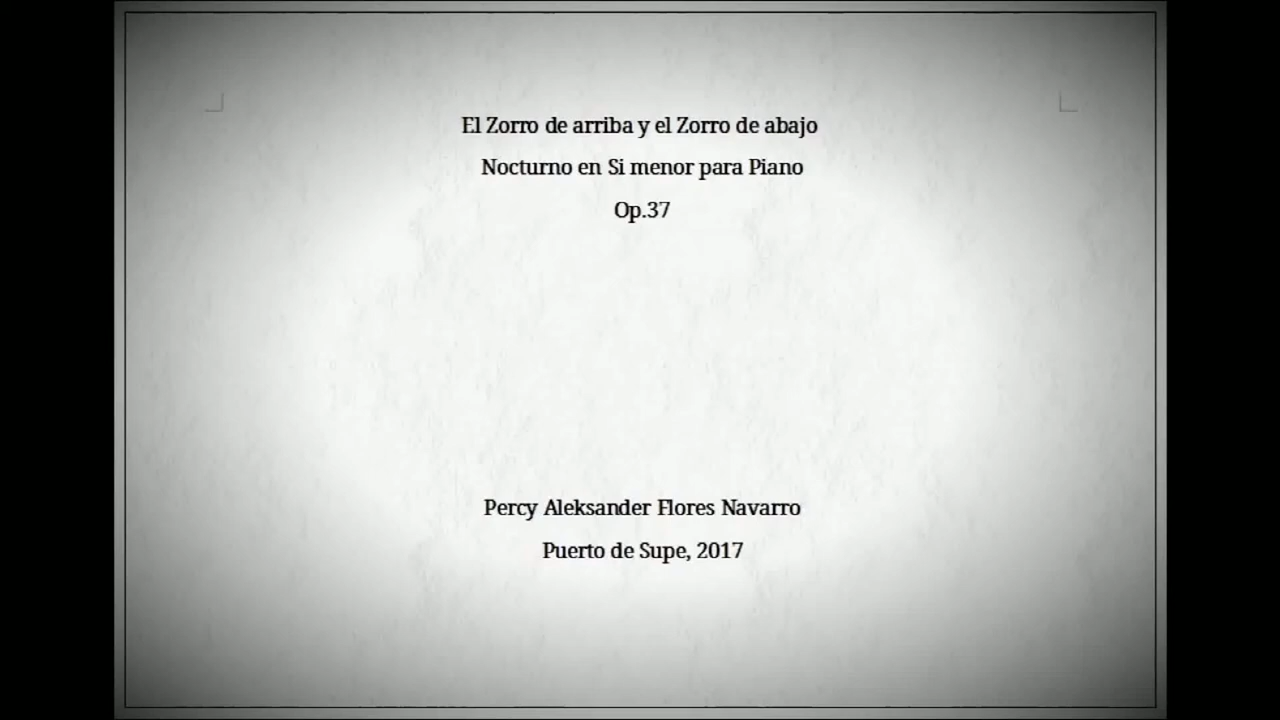 El Zorro de arriba y el Zorro de abajo
Nocturno en Si menor para Piano
Op.37
Percy Aleksander Flores Navarro
Puerto de Supe, 2017